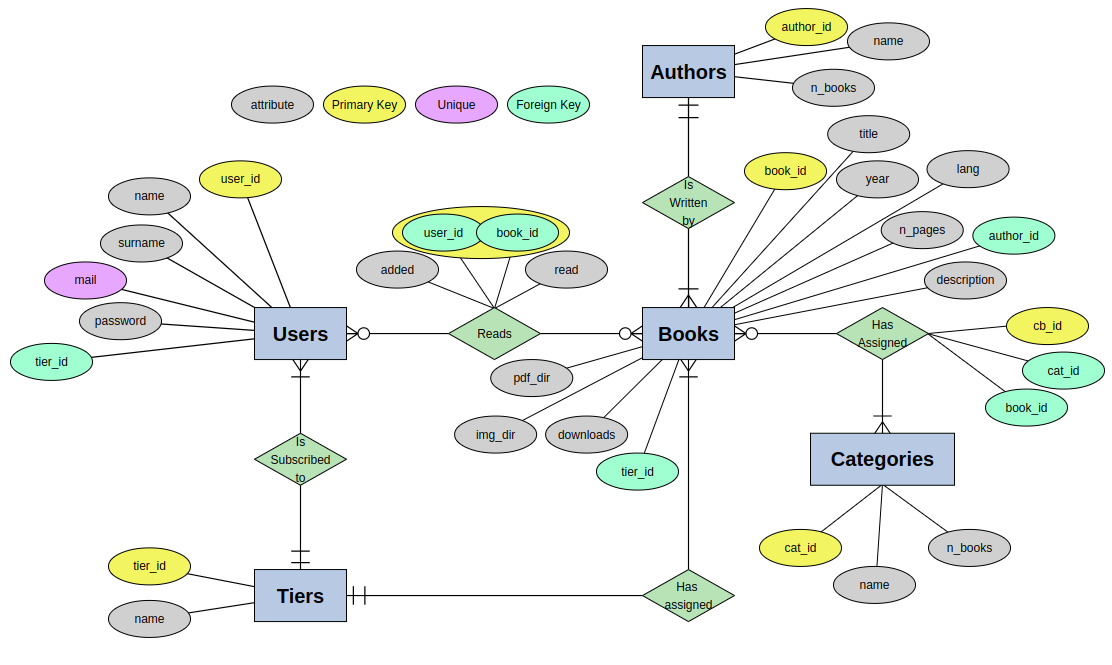 author_id
name
Authors
n_books
attribute
Primary Key
Unique
Foreign Key
title
book_id
year
lang
user_id
name
Is
Written
by
user_id
book_id
n_pages
author_id
surname
added
read
description
mail
password
Users
Reads
Books
Has
Assigned
cb_id
tier_id
pdf_dir
cat_id
book_id
img_dir
downloads
Is
Subscribed
to
tier_id
Categories
cat_id
n_books
name
tier_id
Tiers
name
Has
assigned